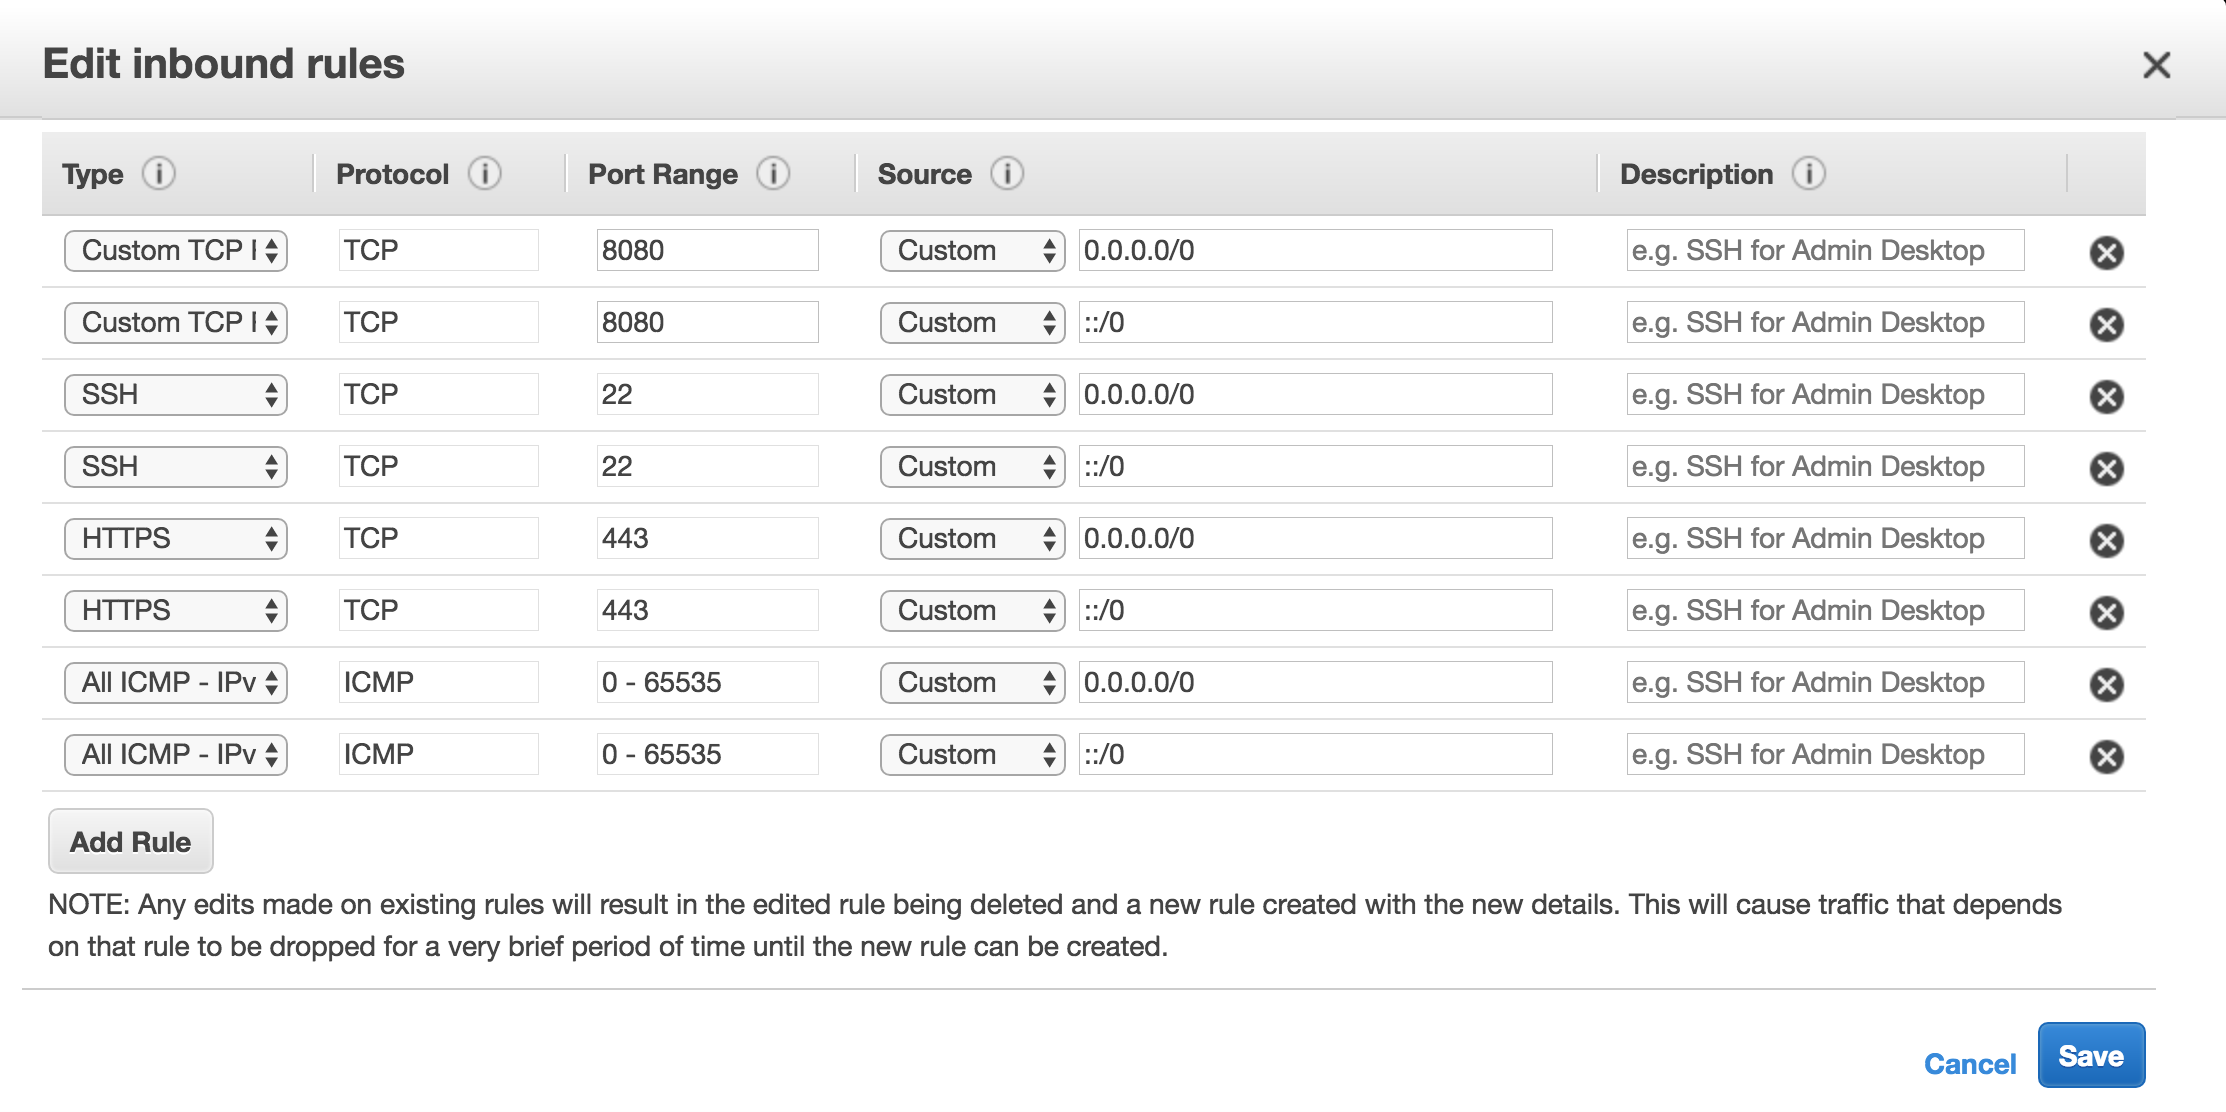 Edit inbound rules
Type Protocol Port Range Source Description
Custom TCP TCP 8080 Custom 0.0.0.0/0 e.g. SSH for Admin Desktop
Custom TCP TCP 8080 Custom ::/0 e.g. SSH for Admin Desktop
SSH TCP 22 Custom 0.0.0.0/0 e.g. SSH for Admin Desktop
SSH TCP 22 Custom ::/0 e.g. SSH for Admin Desktop
HTTPS TCP 443 Custom 0.0.0.0/0 e.g. SSH for Admin Desktop
HTTPS TCP 443 Custom ::/0 e.g. SSH for Admin Desktop
All ICMP - IPv ICMP 0 - 65535 Custom 0.0.0.0/0 e.g. SSH for Admin Desktop
All ICMP - IPv ICMP 0 - 65535 Custom ::/0 e.g. SSH for Admin Desktop
Add Rule
NOTE: Any edits made on existing rules will result in the edited rule being deleted and a new rule created with the new details. This will cause traffic that depends
on that rule to be dropped for a very brief period of time until the new rule can be created.
Cancel Save